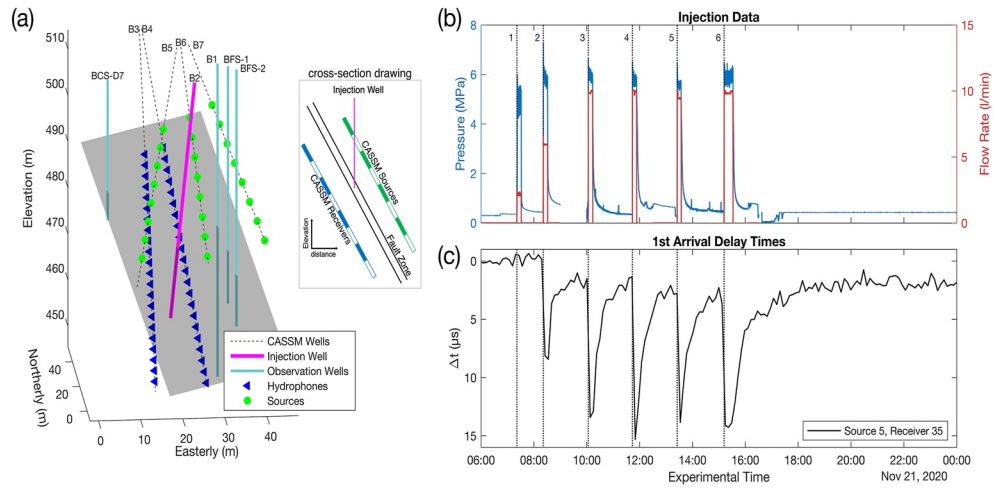 (a)
B3 B4
B5 B6 B7
BCS-D7
B1
BFS-1
BFS-2
B2
510
500
490
480
470
460
450
Elevation (m)
40
20
0
Northerly (m)
0 10 20 30 40
Easterly (m)
cross-section drawing
Injection Well
CASSM Sources
CASSM Receivers
Fault Zone
Elevation
distance
CASSM Wells
Injection Well
Observation Wells
Hydrophones
Sources
(b)
Injection Data
1 2 3 4 5 6
8
6
4
2
0
Pressure (MPa)
15
10
5
0
Flow Rate (l/min)
(c)
1st Arrival Delay Times
0
5
10
15
Δt (μs)
Source 5, Receiver 35
06:00 08:00 10:00 12:00 14:00 16:00 18:00 20:00 22:00 00:00
Experimental Time
Nov 21, 2020